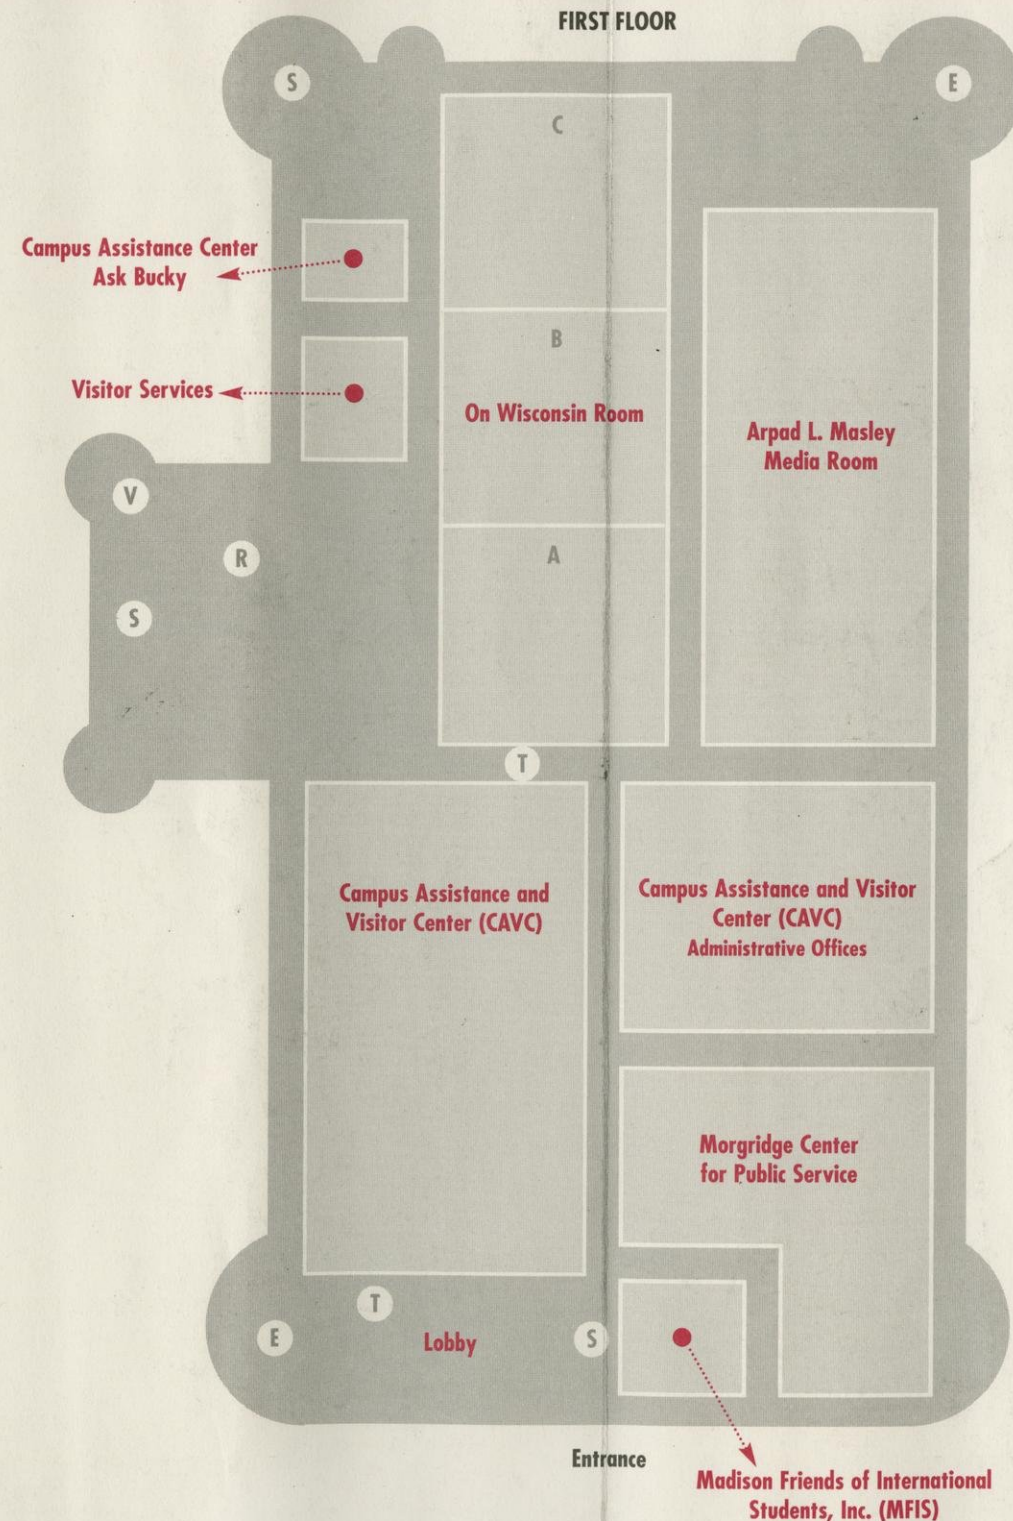 FIRST FLOOR
S
E
C
Campus Assistance Center
Ask Bucky
B
Visitor Services
On Wisconsin Room
Arpad L. Masley
Media Room
V
R
A
S
T
Campus Assistance and
Visitor Center (CAVC)
Campus Assistance and Visitor
Center (CAVC)
Administrative Offices
Morgridge Center
for Public Service
T
E
Lobby
S
Entrance
Madison Friends of International
Students, Inc. (MFIS)